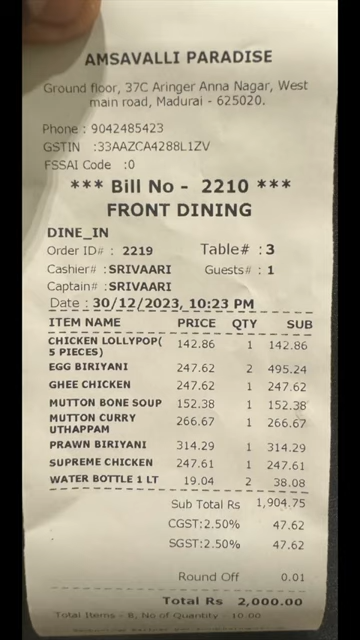 AMSAVALLI PARADISE
Ground floor, 37C Aringer Anna Nagar, West
main road, Madurai - 625020.
Phone : 9042485423
GSTIN :33AAZCA4288L1ZV
FSSAI Code :0
*** Bill No - 2210 ***
FRONT DINING
DINE_IN
Order ID# : 2219 Table# : 3
Cashier# : SRIVAARI Guests# : 1
Captain# : SRIVAARI
Date : 30/12/2023, 10:23 PM
ITEM NAME PRICE QTY SUB
CHICKEN LOLLYPOP( 142.86 1 142.86
5 PIECES)
EGG BIRIYANI 247.62 2 495.24
GHEE CHICKEN 247.62 1 247.62
MUTTON BONE SOUP 152.38 1 152.38
MUTTON CURRY 266.67 1 266.67
UTHAPPAM
PRAWN BIRIYANI 314.29 1 314.29
SUPREME CHICKEN 247.61 1 247.61
WATER BOTTLE 1 LT 19.04 2 38.08
Sub Total Rs 1,904.75
CGST:2.50% 47.62
SGST:2.50% 47.62
Round Off 0.01
Total Rs 2,000.00
Total Items - 8, No of Quantity 10.00